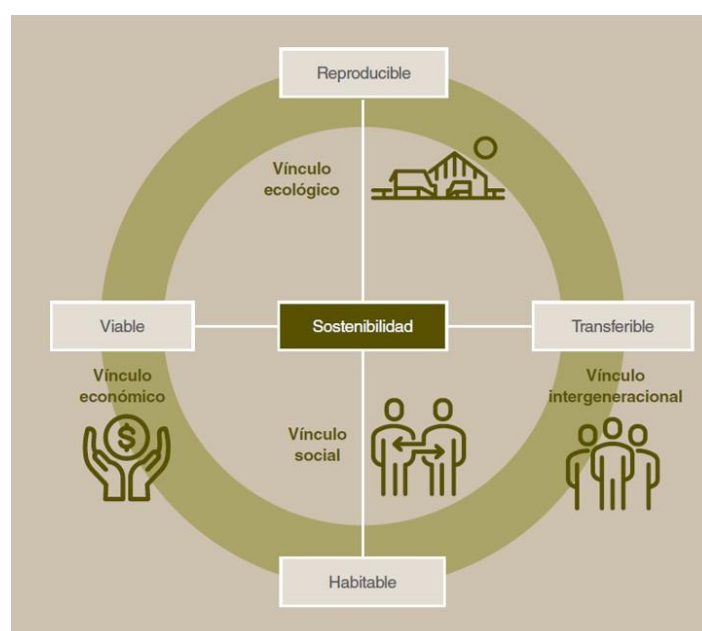 Reproducible
Vínculo
ecológico
Viable
Sostenibilidad
Transferible
Vínculo
económico
$
Vínculo
social
Vínculo
intergeneracional
Habitable